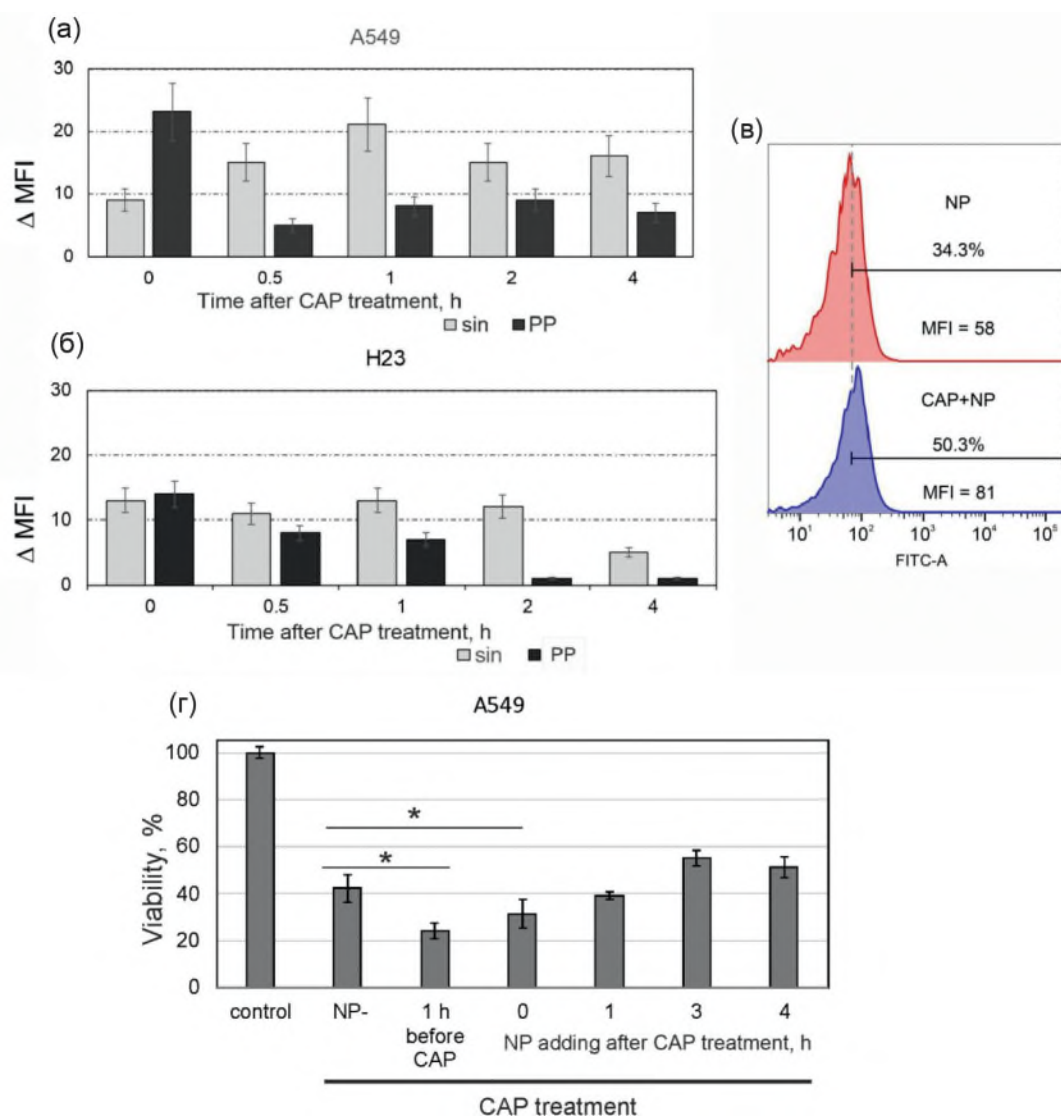 (а)
A549
30
20
10
0
Δ MFI
0 0.5 1 2 4
Time after CAP treatment, h
sin PP
(б)
H23
30
20
10
0
Δ MFI
0 0.5 1 2 4
Time after CAP treatment, h
sin PP
(в)
NP
34.3%
MFI = 58
CAP+NP
50.3%
MFI = 81
10¹ 10² 10³ 10⁴ 10⁵
FITC-A
(г)
A549
100
80
60
40
20
0
Viability, %
* 
*
control NP- 1 h before CAP 0 1 3 4
NP adding after CAP treatment, h
CAP treatment